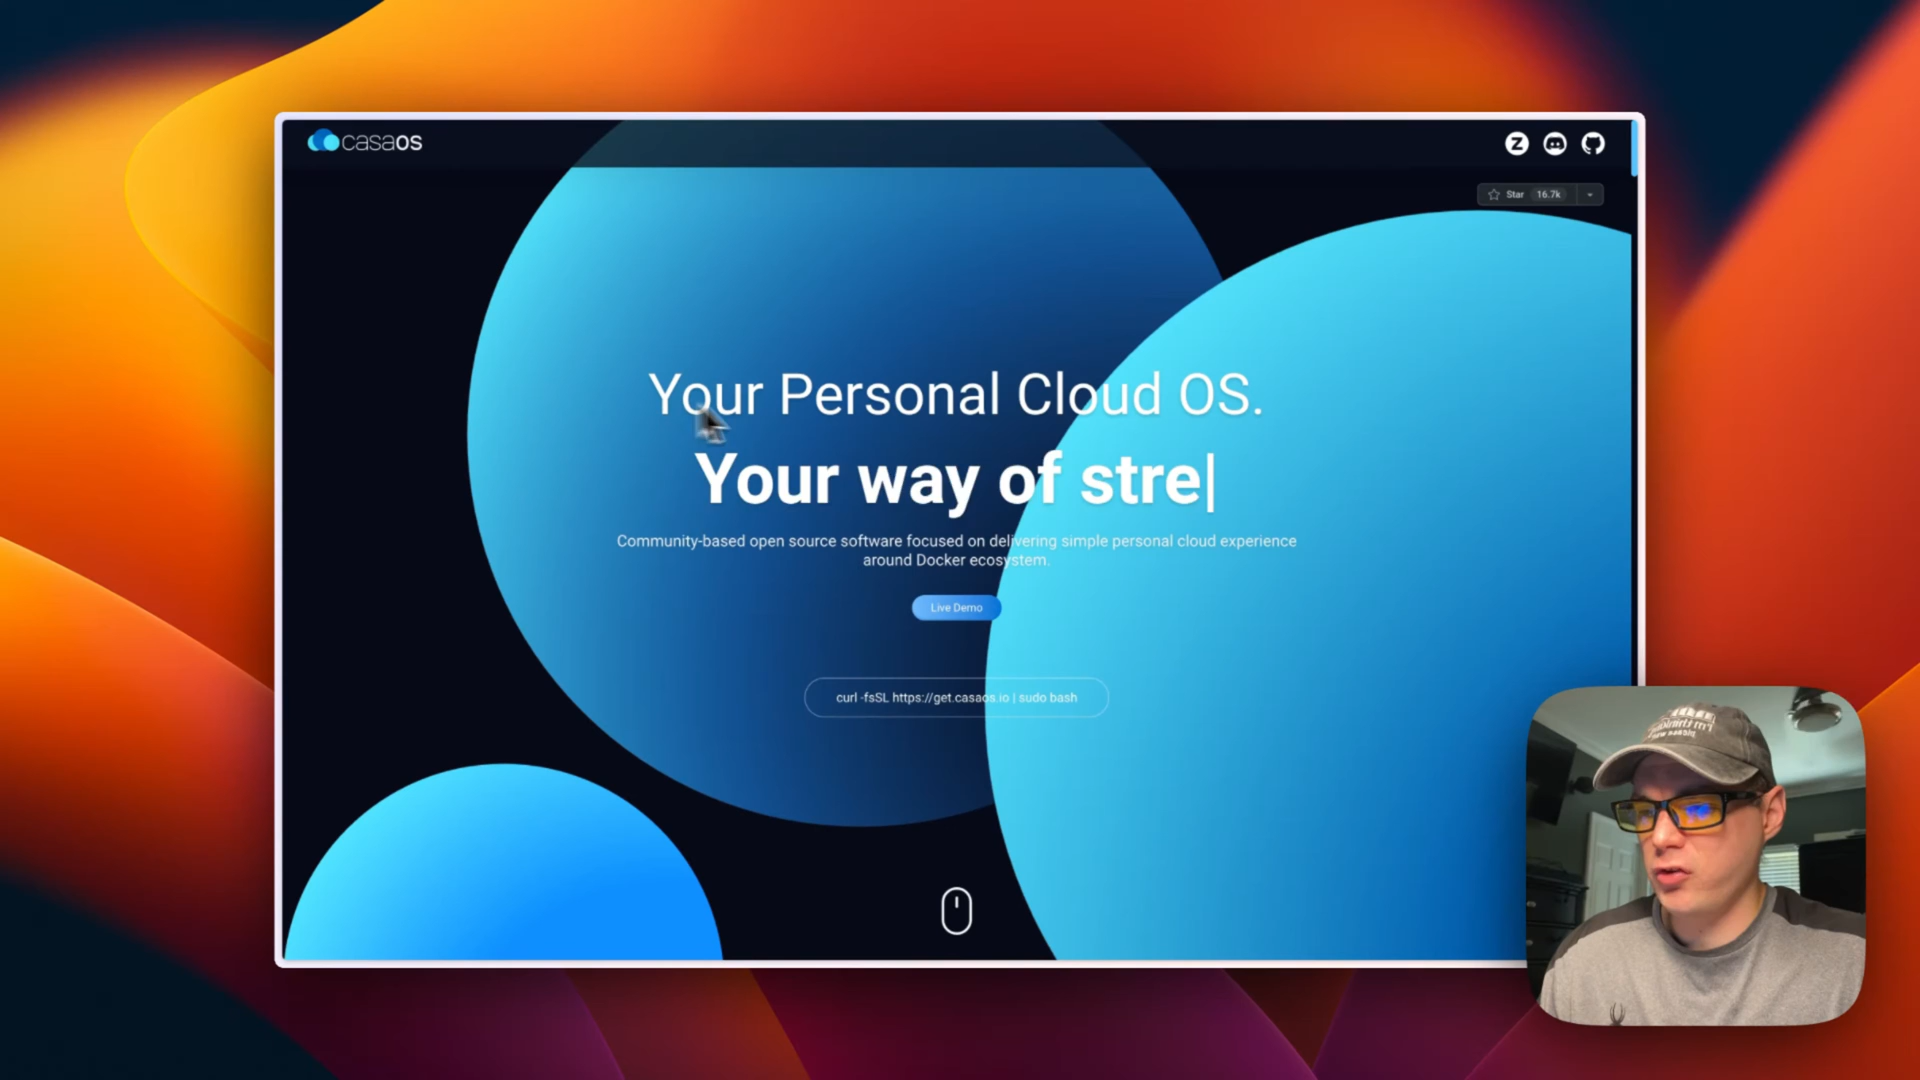 casaOS
Z
Star 16.7k
Your Personal Cloud OS.
Your way of stre|
Community-based open source software focused on delivering simple personal cloud experience
around Docker ecosystem.
Live Demo
curl -fsSL https://get.casaos.io | sudo bash